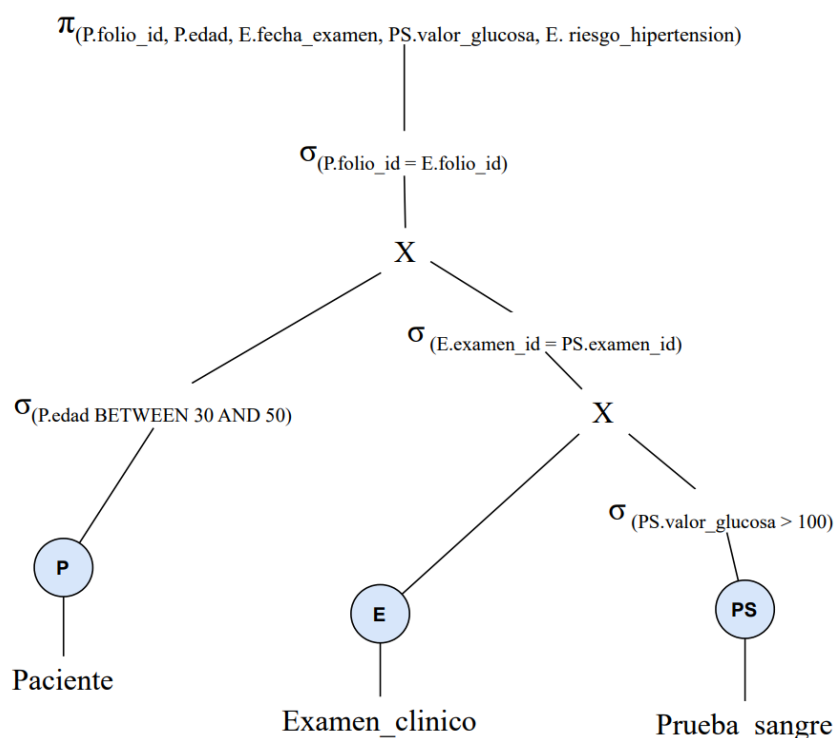 π(P.folio_id, P.edad, E.fecha_examen, PS.valor_glucosa, E. riesgo_hipertension)
σ(P.folio_id = E.folio_id)
X
σ (E.examen_id = PS.examen_id)
σ(P.edad BETWEEN 30 AND 50)
X
σ (PS.valor_glucosa > 100)
P
E
PS
Paciente
Examen_clinico
Prueba_sangre